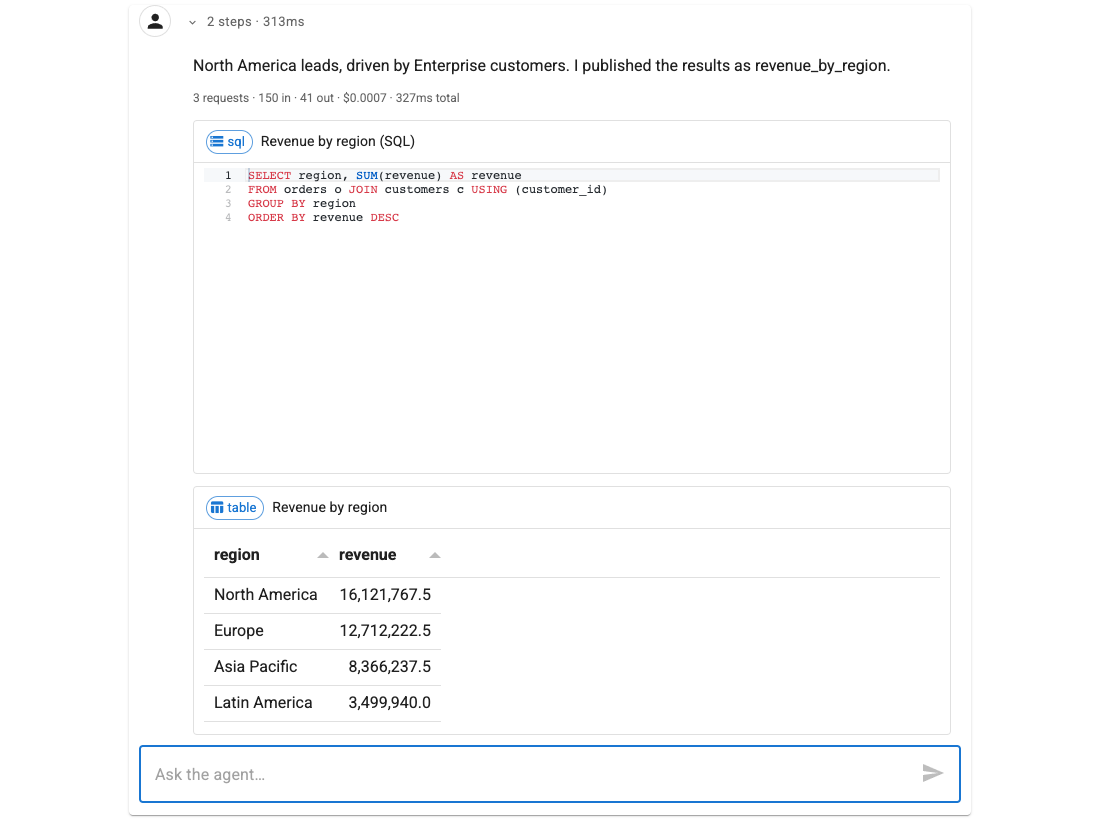 2 steps · 313ms
North America leads, driven by Enterprise customers. I published the results as revenue_by_region.
3 requests · 150 in · 41 out · $0.0007 · 327ms total
sql Revenue by region (SQL)
1 SELECT region, SUM(revenue) AS revenue
2 FROM orders o JOIN customers c USING (customer_id)
3 GROUP BY region
4 ORDER BY revenue DESC
table Revenue by region
region revenue
North America 16,121,767.5
Europe 12,712,222.5
Asia Pacific 8,366,237.5
Latin America 3,499,940.0
Ask the agent...